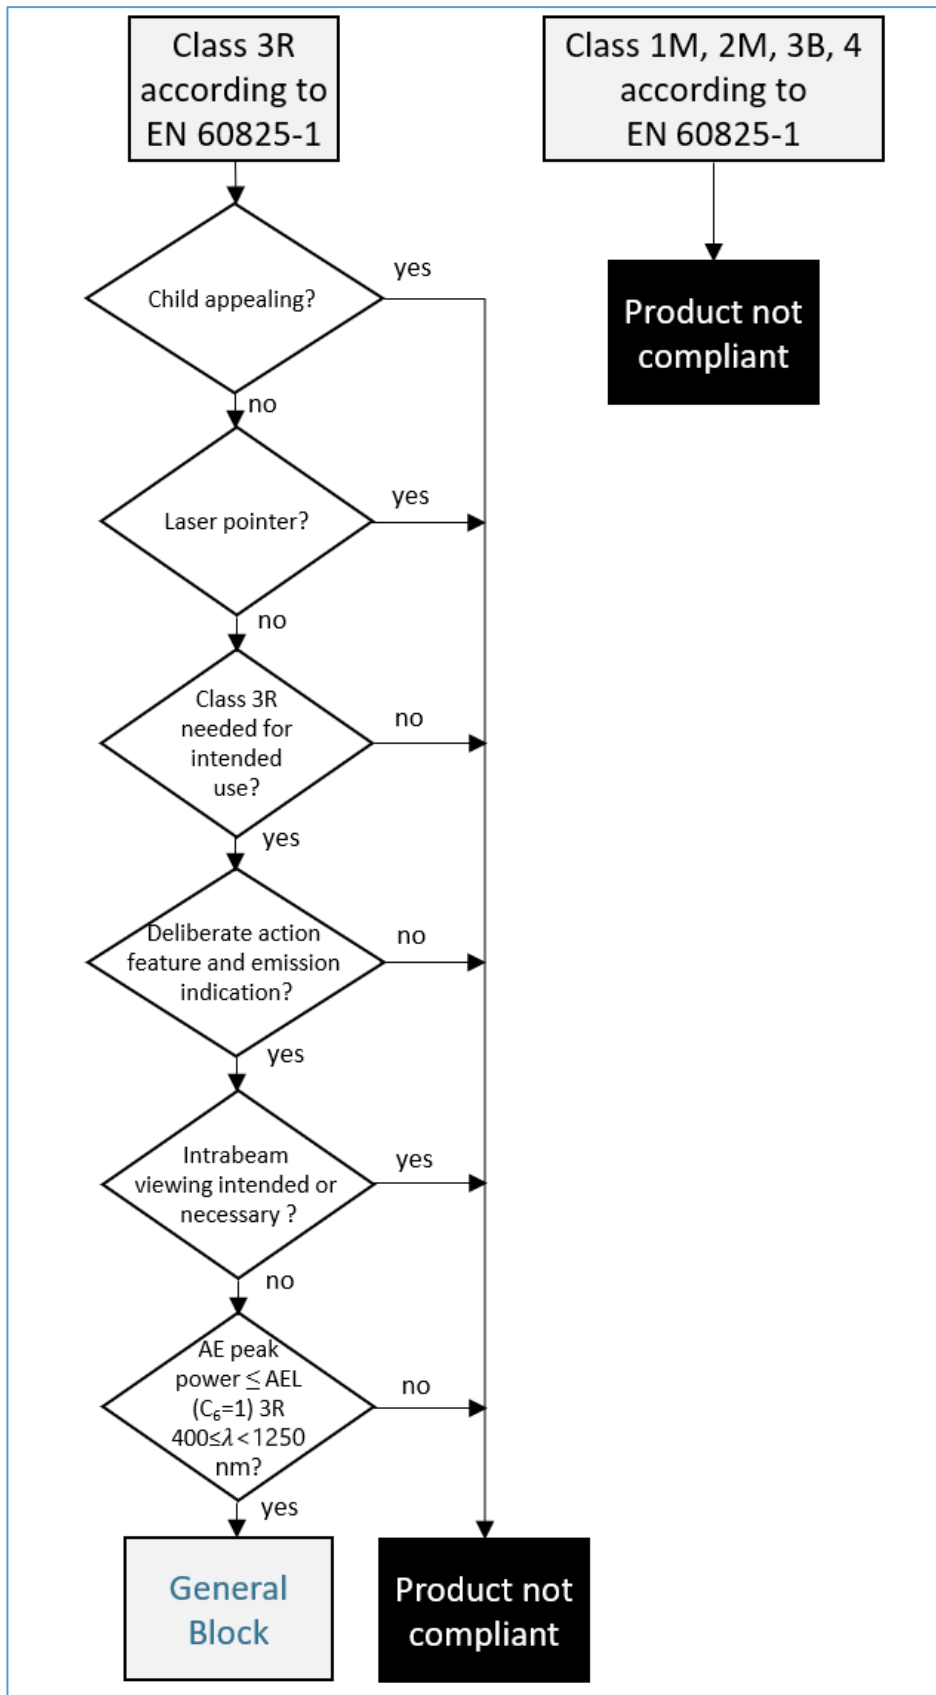 Class 3R
according to
EN 60825-1
Class 1M, 2M, 3B, 4
according to
EN 60825-1
Child appealing?
yes
Product not
compliant
no
Laser pointer?
yes
no
Class 3R
needed for
intended
use?
no
yes
Deliberate action
feature and emission
indication?
no
yes
Intrabeam
viewing intended or
necessary ?
yes
no
AE peak
power ≤ AEL
(C₆=1) 3R
400≤λ<1250
nm?
no
yes
General
Block
Product not
compliant